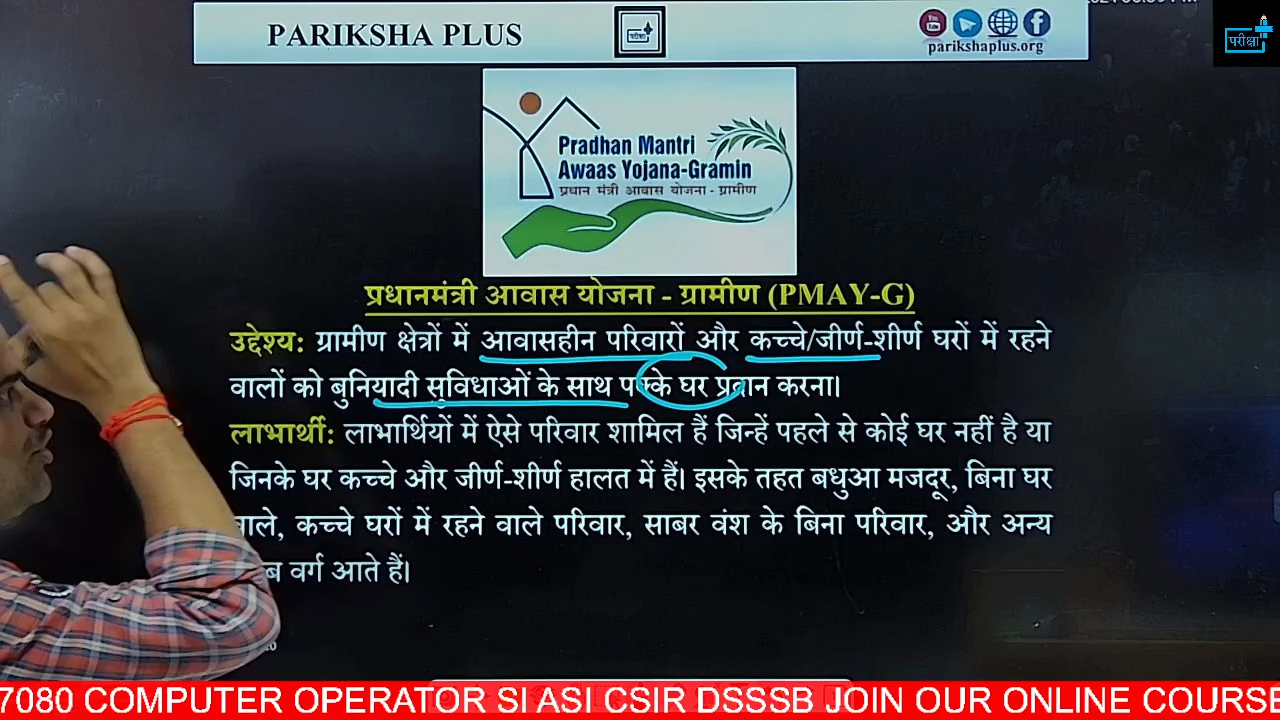 PARIKSHA PLUS
परीक्षा
You
Tube
parikshaplus.org
परीक्षा
Pradhan Mantri
Awaas Yojana-Gramin
प्रधान मंत्री आवास योजना - ग्रामीण
प्रधानमंत्री आवास योजना - ग्रामीण (PMAY-G)
उद्देश्य: ग्रामीण क्षेत्रों में आवासहीन परिवारों और कच्चे/जीर्ण-शीर्ण घरों में रहने
वालों को बुनियादी सुविधाओं के साथ पक्के घर प्रदान करना।
लाभार्थी: लाभार्थियों में ऐसे परिवार शामिल हैं जिन्हें पहले से कोई घर नहीं है या
जिनके घर कच्चे और जीर्ण-शीर्ण हालत में हैं। इसके तहत बधुआ मजदूर, बिना घर
वाले, कच्चे घरों में रहने वाले परिवार, साबर वंश के बिना परिवार, और अन्य
वर्ग आते हैं।
7080 COMPUTER OPERATOR SI ASI CSIR DSSSB JOIN OUR ONLINE COURSE